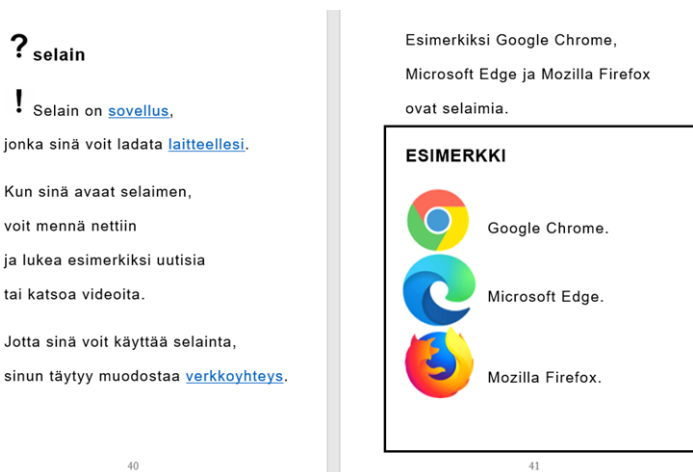 ? selain
! Selain on sovellus,
jonka sinä voit ladata laitteellesi.
Kun sinä avaat selaimen,
voit mennä nettiin
ja lukea esimerkiksi uutisia
tai katsoa videoita.
Jotta sinä voit käyttää selainta,
sinun täytyy muodostaa verkkoyhteys.
40
Esimerkiksi Google Chrome,
Microsoft Edge ja Mozilla Firefox
ovat selaimia.
ESIMERKKI
Google Chrome.
Microsoft Edge.
Mozilla Firefox.
41